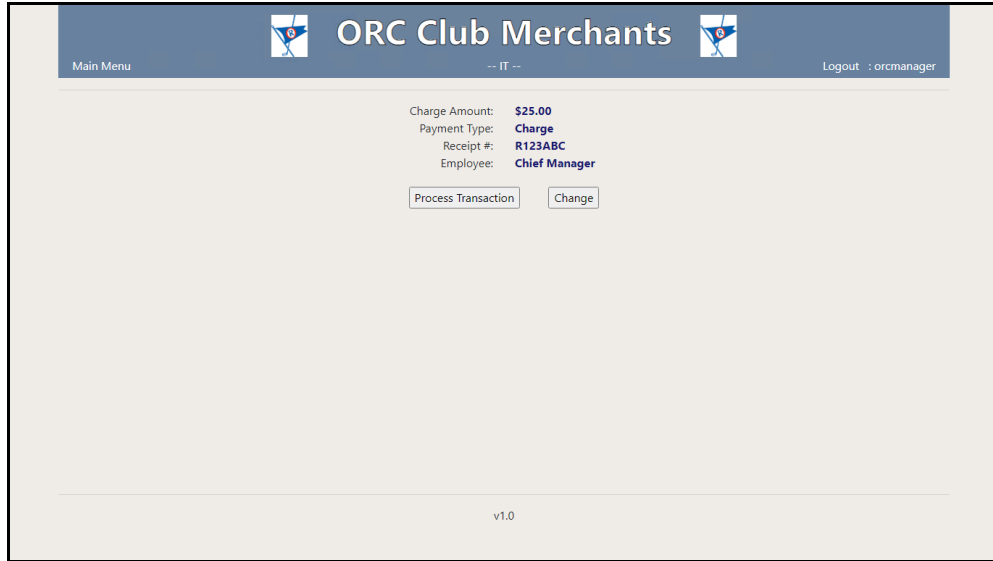 ORC Club Merchants
Main Menu -- IT -- Logout : orcmanager
Charge Amount: $25.00
Payment Type: Charge
Receipt #: R123ABC
Employee: Chief Manager
Process Transaction Change
v1.0